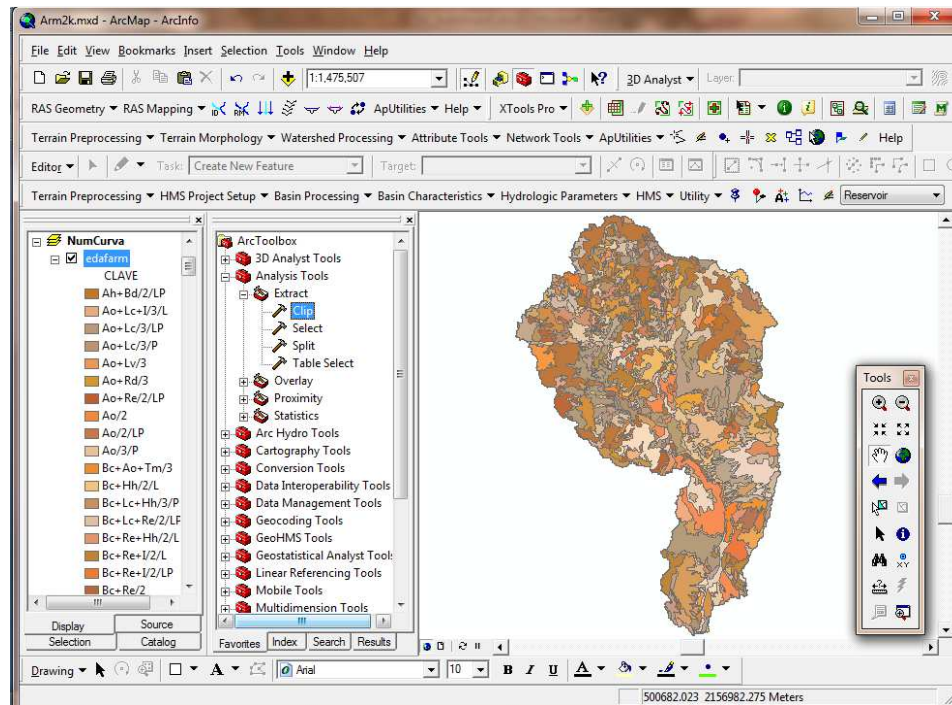 Arm2k.mxd - ArcMap - ArcInfo
File Edit View Bookmarks Insert Selection Tools Window Help
1:1,475,507 3D Analyst Layer:
RAS Geometry RAS Mapping ApUtilities Help XTools Pro
Terrain Preprocessing Terrain Morphology Watershed Processing Attribute Tools Network Tools ApUtilities Help
Editor Task: Create New Feature Target:
Terrain Preprocessing HMS Project Setup Basin Processing Basin Characteristics Hydrologic Parameters HMS Utility Reservoir
NumCurva
edafarm
CLAVE
Ah+Bd/2/LP
Ao+Lc+I/3/L
Ao+Lc/3/LP
Ao+Lc/3/P
Ao+Lv/3
Ao+Rd/3
Ao+Re/2/LP
Ao/2
Ao/2/LP
Ao/3/P
Bc+Ao+Tm/3
Bc+Hh/2/L
Bc+Lc+Hh/3/P
Bc+Lc+Re/2/LP
Bc+Re+Hh/2/L
Bc+Re+I/2/L
Bc+Re+I/2/LP
Bc+Re/2
Display Source
Selection Catalog
ArcToolbox
3D Analyst Tools
Analysis Tools
Extract
Clip
Select
Split
Table Select
Overlay
Proximity
Statistics
Arc Hydro Tools
Cartography Tools
Conversion Tools
Data Interoperability Tools
Data Management Tools
Geocoding Tools
GeoHMS Tools
Geostatistical Analyst Tools
Linear Referencing Tools
Mobile Tools
Multidimension Tools
Favorites Index Search Results
Tools
XY
Drawing A Arial 10 B I U A
500682.023 2156982.275 Meters